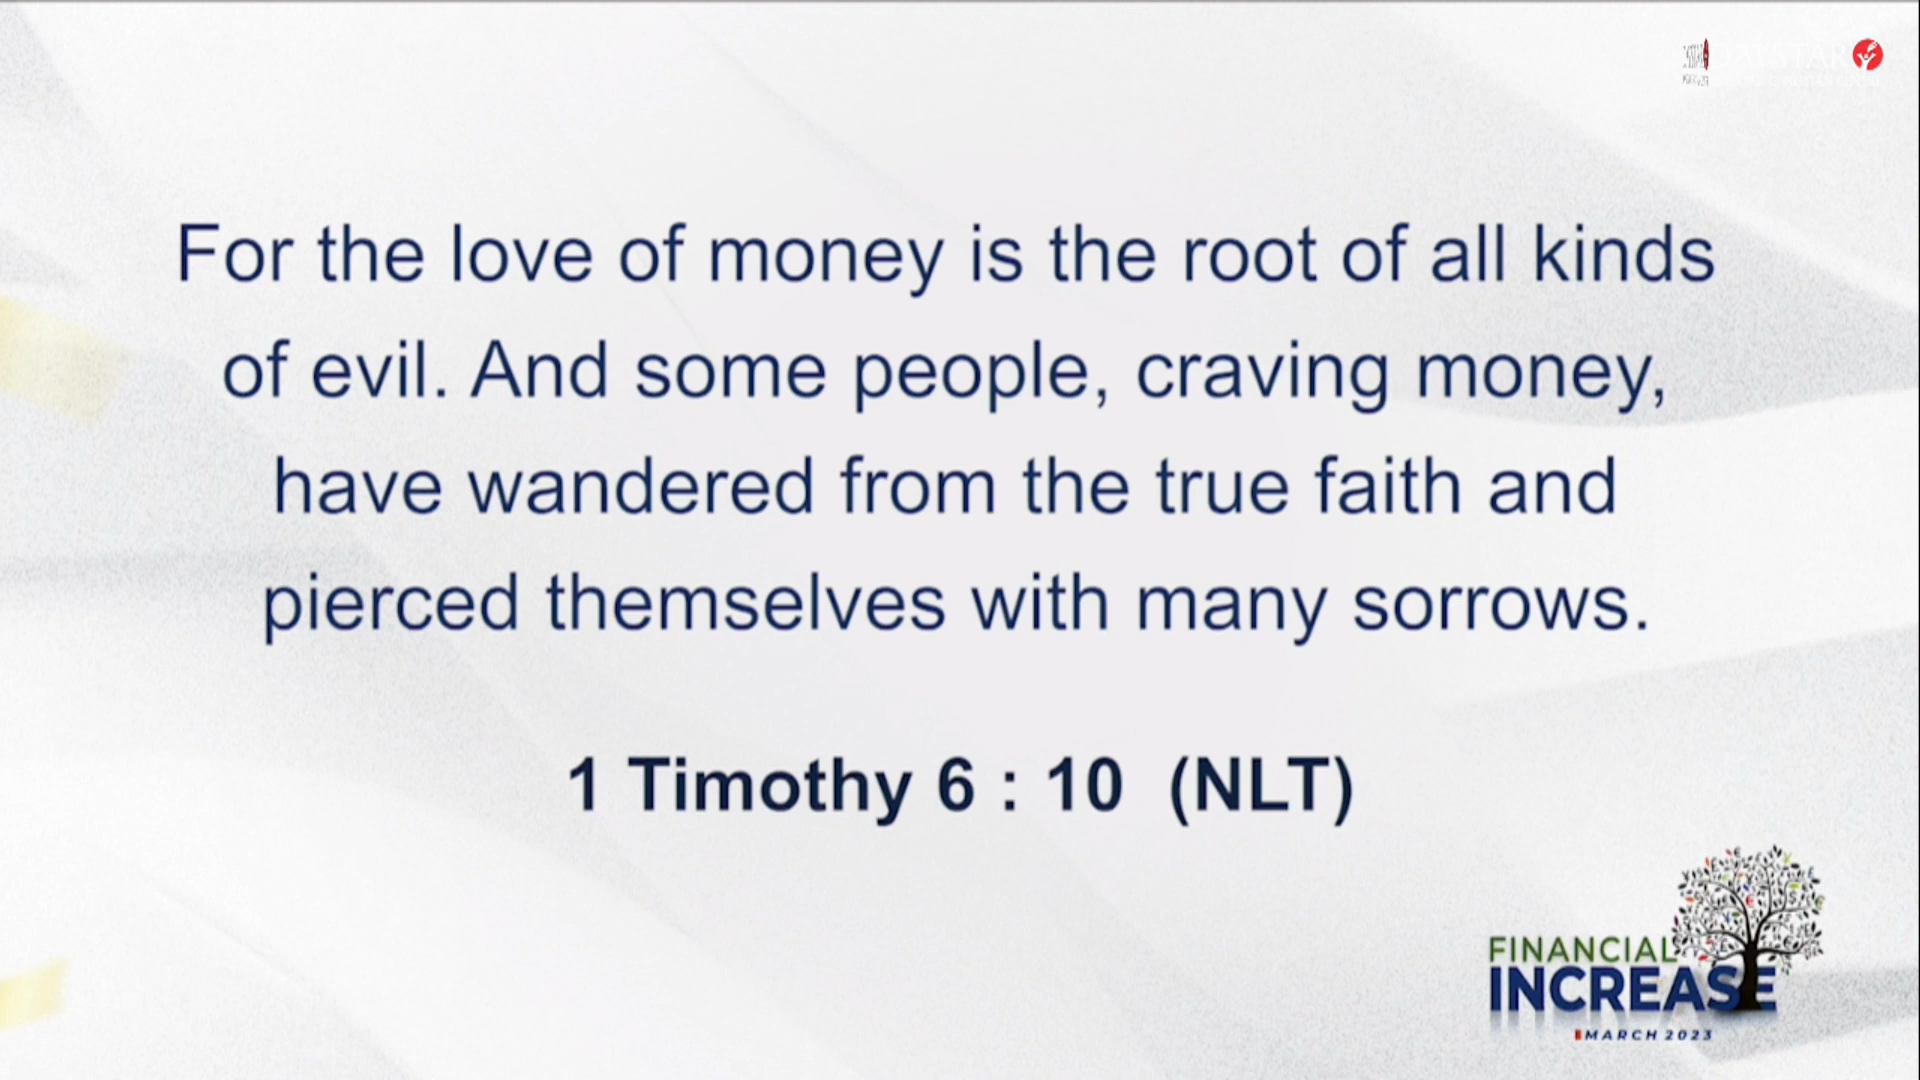 For the love of money is the root of all kinds
of evil. And some people, craving money,
have wandered from the true faith and
pierced themselves with many sorrows.
1 Timothy 6 : 10 (NLT)
FINANCIAL
INCREASE
MARCH 2023